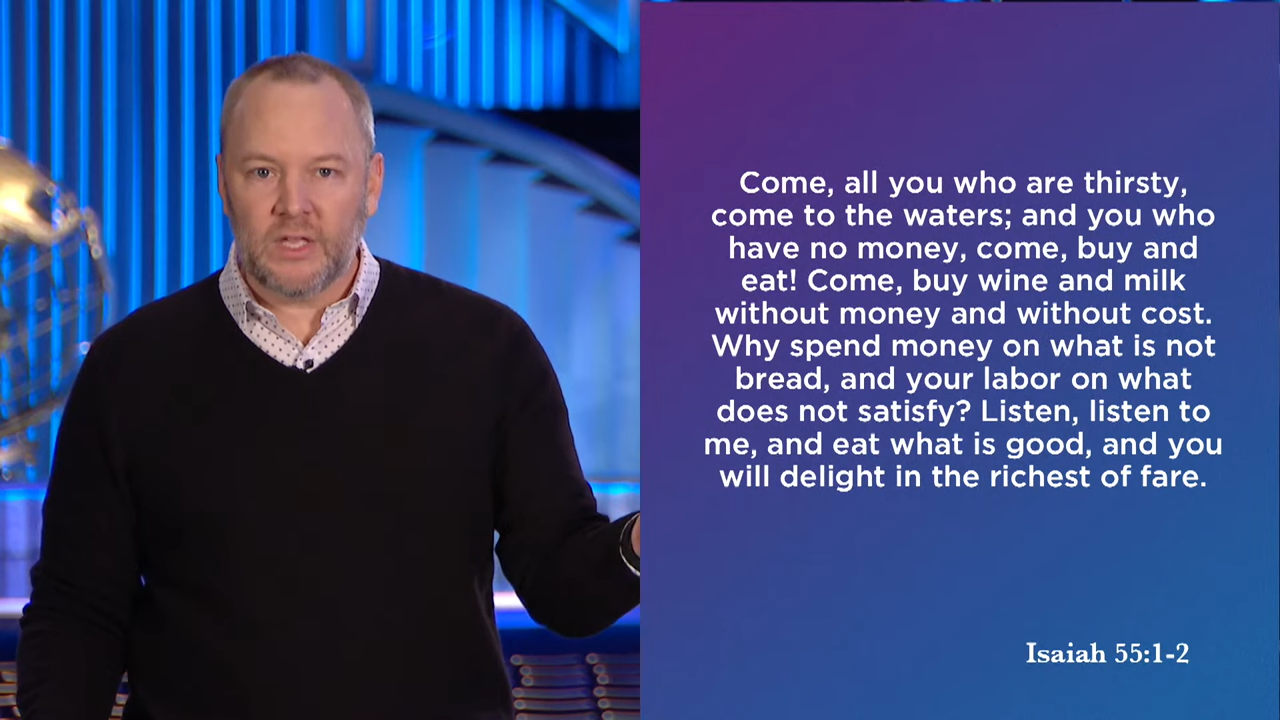 Come, all you who are thirsty,
come to the waters; and you who
have no money, come, buy and
eat! Come, buy wine and milk
without money and without cost.
Why spend money on what is not
bread, and your labor on what
does not satisfy? Listen, listen to
me, and eat what is good, and you
will delight in the richest of fare.
Isaiah 55:1-2